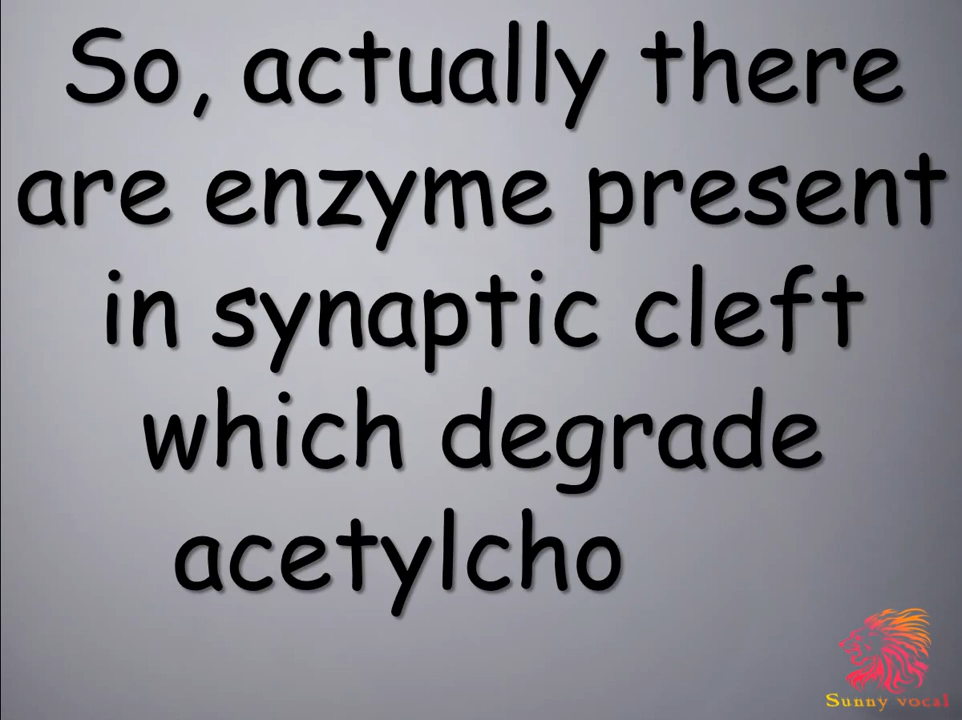 So, actually there
are enzyme present
in synaptic cleft
which degrade
acetylcho
Sunny vocal